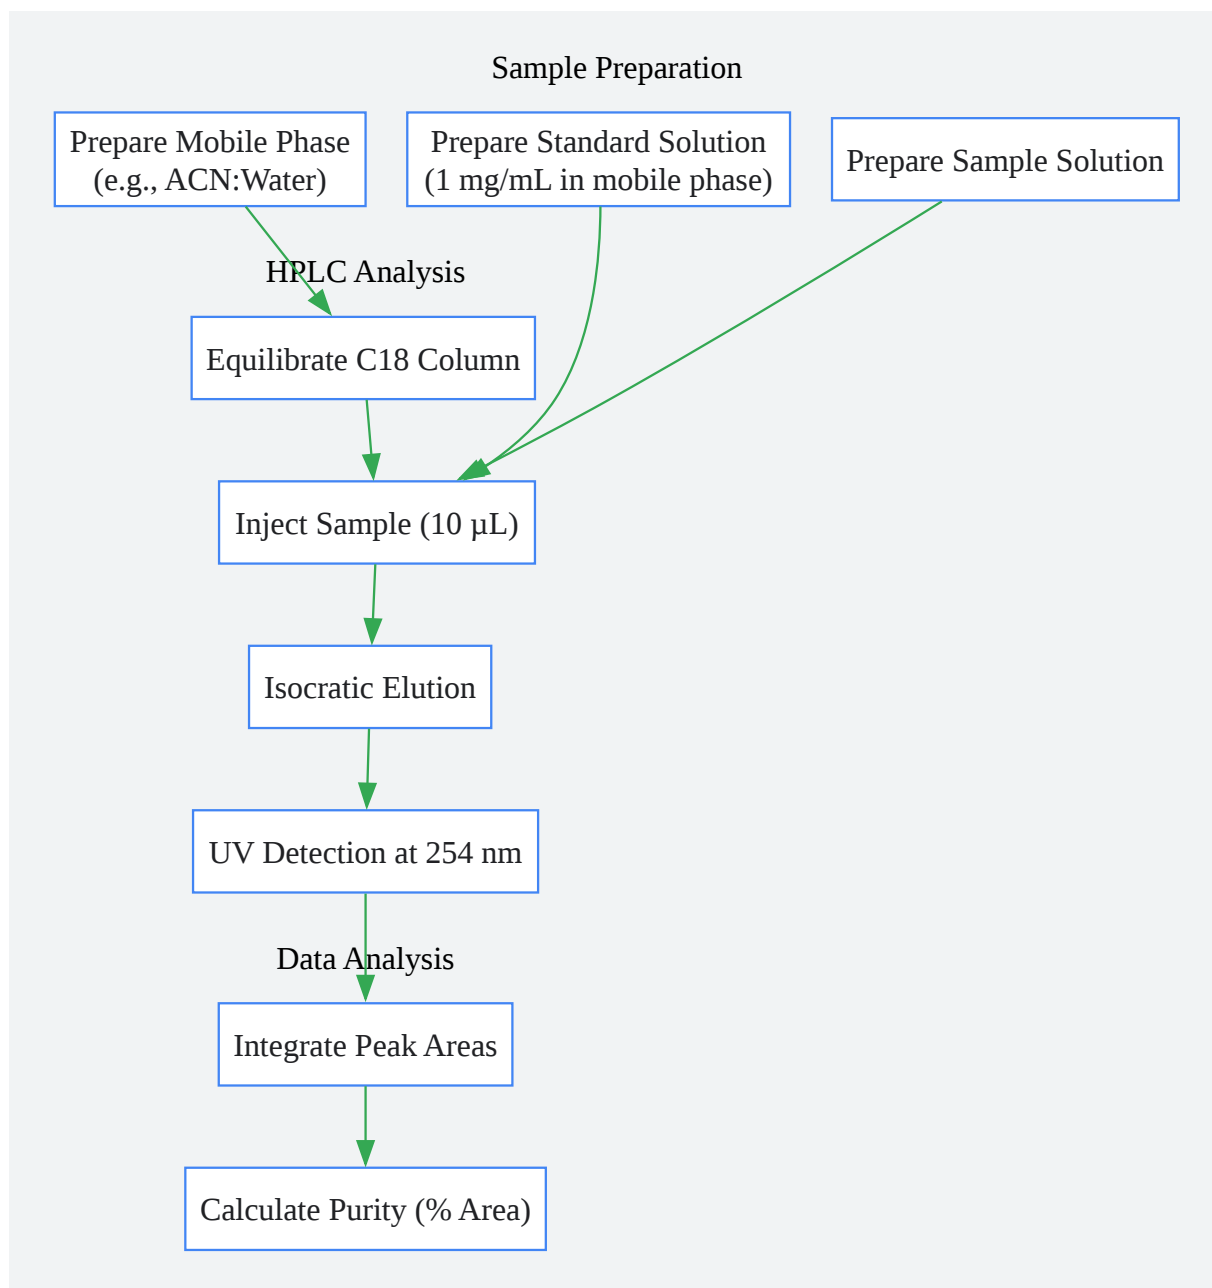 Sample Preparation
Prepare Mobile Phase
(e.g., ACN:Water)
Prepare Standard Solution
(1 mg/mL in mobile phase)
Prepare Sample Solution
HPLC Analysis
Equilibrate C18 Column
Inject Sample (10 µL)
Isocratic Elution
UV Detection at 254 nm
Data Analysis
Integrate Peak Areas
Calculate Purity (% Area)